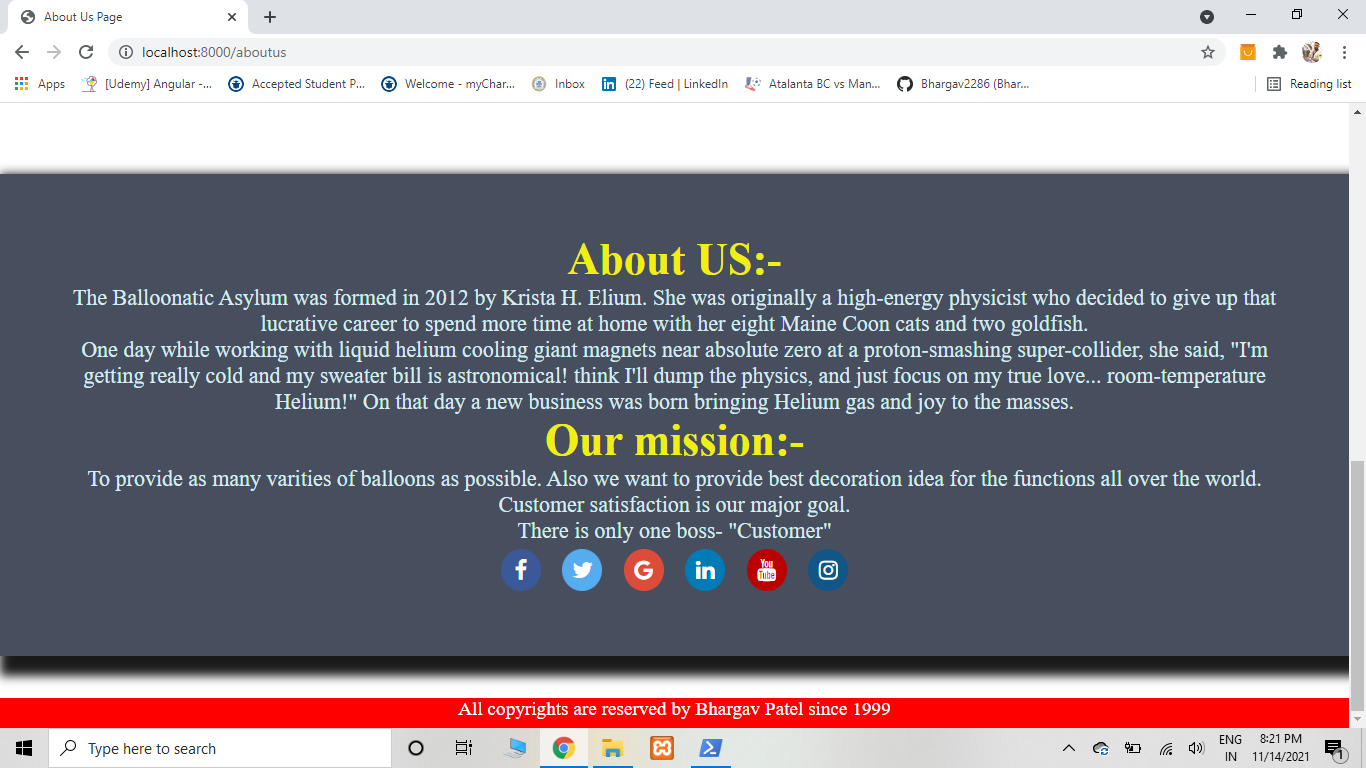 About Us Page
localhost:8000/aboutus
Apps
[Udemy] Angular -...
Accepted Student P...
Welcome - myChar...
Inbox
(22) Feed | LinkedIn
Atalanta BC vs Man...
Bhargav2286 (Bhar...
Reading list
About US:-
The Balloonatic Asylum was formed in 2012 by Krista H. Elium. She was originally a high-energy physicist who decided to give up that
lucrative career to spend more time at home with her eight Maine Coon cats and two goldfish.
One day while working with liquid helium cooling giant magnets near absolute zero at a proton-smashing super-collider, she said, "I'm
getting really cold and my sweater bill is astronomical! think I'll dump the physics, and just focus on my true love... room-temperature
Helium!" On that day a new business was born bringing Helium gas and joy to the masses.
Our mission:-
To provide as many varities of balloons as possible. Also we want to provide best decoration idea for the functions all over the world.
Customer satisfaction is our major goal.
There is only one boss- "Customer"
You
Tube
All copyrights are reserved by Bhargav Patel since 1999
Type here to search
ENG
IN
8:21 PM
11/14/2021
1